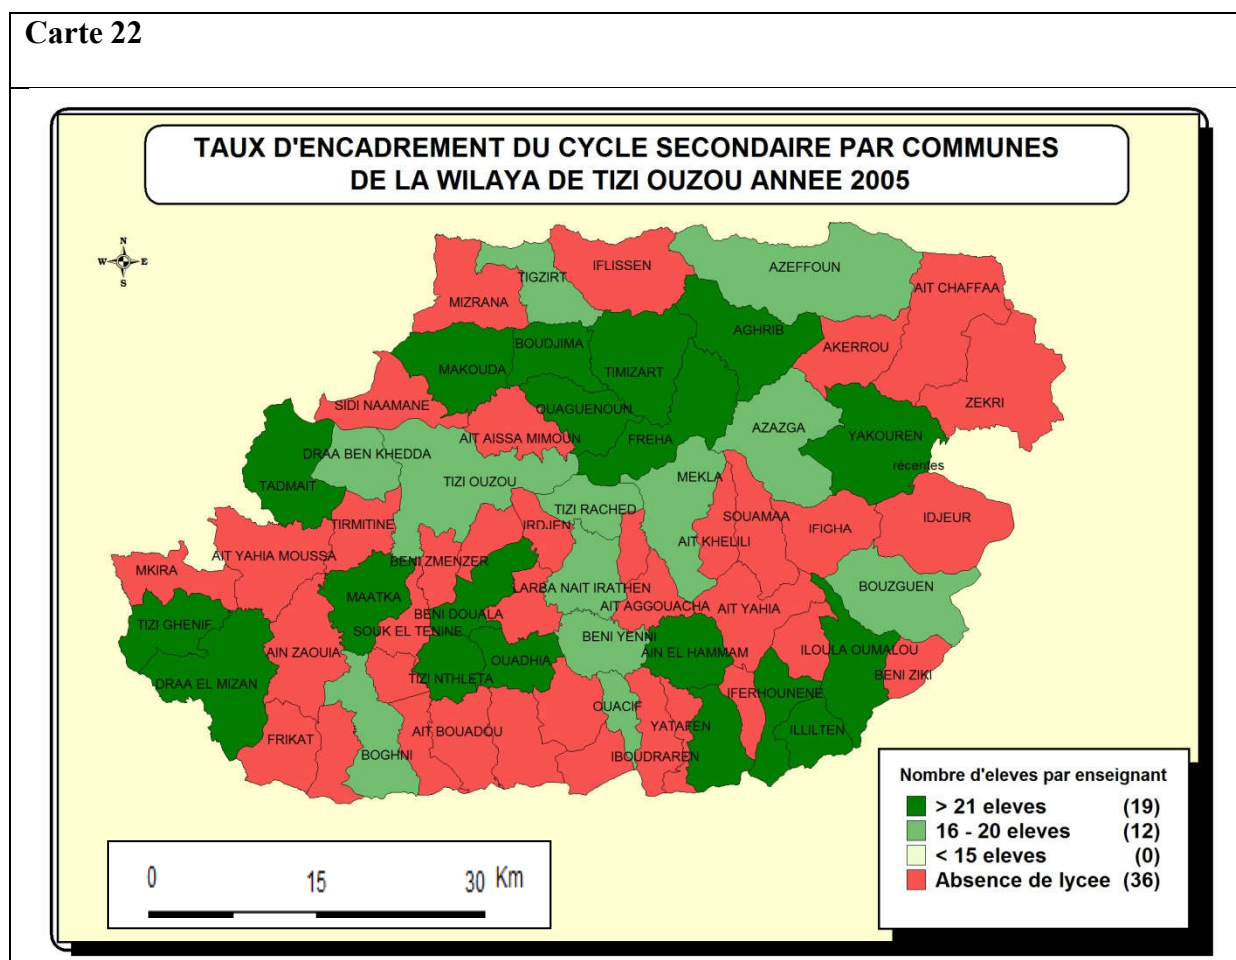 Carte 22
TAUX D'ENCADREMENT DU CYCLE SECONDAIRE PAR COMMUNES
DE LA WILAYA DE TIZI OUZOU ANNEE 2005
N
W E
S
IFLISSEN
AZEFFOUN
TIGZIRT
AIT CHAFFAA
MIZRANA
AGHRIB
BOUDJIMA
AKERROU
MAKOUDA
TIMIZART
ZEKRI
SIDI NAAMANE
OUAGUENOUN
AZAZGA
YAKOUREN
AIT AISSA MIMOUN
FREHA
DRAA BEN KHEDDA
récentes
MEKLA
TADMAIT
TIZI OUZOU
TIZI RACHED
SOUAMAA
IDJEUR
TIRMITINE
IRDJEN
IFIGHA
AIT KHELILI
AIT YAHIA MOUSSA
BENI ZMENZER
MKIRA
LARBA NAIT IRATHEN
BOUZGUEN
MAATKA
AIT AGGOUACHA
AIT YAHIA
BENI DOUALA
TIZI GHENIF
SOUK EL TENINE
BENI YENNI
AIN ZAOUIA
OUADHIA
AIN EL HAMMAM
ILOULA OUMALOU
BENI ZIKI
TIZI NTHLETA
DRAA EL MIZAN
IFERHOUNENE
OUACIF
YATAFEN
ILLILTEN
AIT BOUADOU
FRIKAT
BOGHNI
IBOUDRAREN
Nombre d'eleves par enseignant
> 21 eleves (19)
16 - 20 eleves (12)
< 15 eleves (0)
Absence de lycee (36)
0 15 30 Km